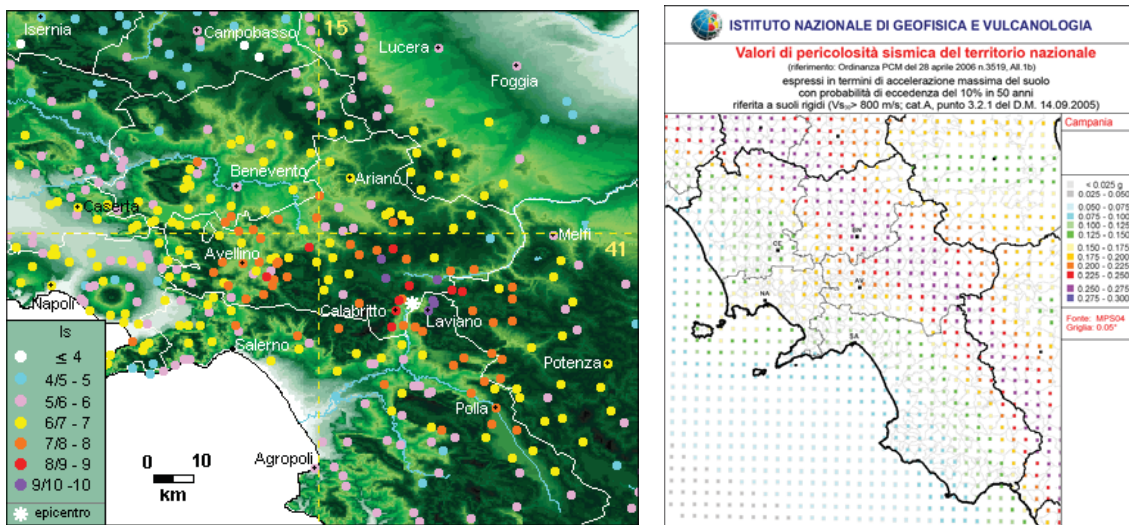 Isernia
Campobasso
15
Lucera
Foggia
Benevento
Ariano
Caserta
Melfi
41
Avellino
Napoli
Calabritto
Laviano
Salerno
Potenza
Polla
Agropoli
0 10
km
Is
≤ 4
4/5 - 5
5/6 - 6
6/7 - 7
7/8 - 8
8/9 - 9
9/10 -10
epicentro
ISTITUTO NAZIONALE DI GEOFISICA E VULCANOLOGIA
Valori di pericolosità sismica del territorio nazionale
(riferimento: Ordinanza PCM del 28 aprile 2006 n.3519, All.1b)
espressi in termini di accelerazione massima del suolo
con probabilità di eccedenza del 10% in 50 anni
riferita a suoli rigidi (Vs₃₀> 800 m/s; cat.A, punto 3.2.1 del D.M. 14.09.2005)
Campania
< 0.025 g
0.025 - 0.050
0.050 - 0.075
0.075 - 0.100
0.100 - 0.125
0.125 - 0.150
0.150 - 0.175
0.175 - 0.200
0.200 - 0.225
0.225 - 0.250
0.250 - 0.275
0.275 - 0.300
Fonte: MPS04
Griglia: 0.05°
CE
BN
NA
AV
SA